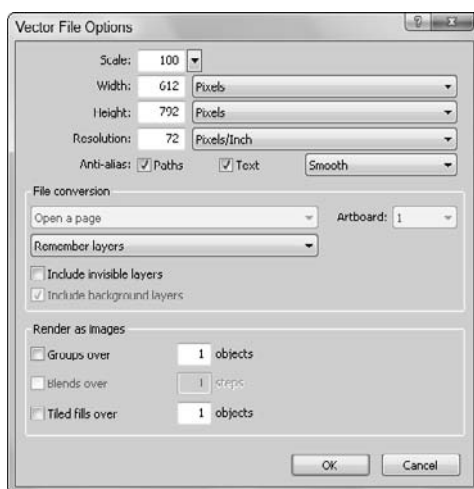 Vector File Options
Scale: 100
Width: 612 Pixels
Height: 792 Pixels
Resolution: 72 Pixels/Inch
Anti-alias: Paths Text Smooth
File conversion
Open a page Artboard: 1
Remember layers
Include invisible layers
Include background layers
Render as images
Groups over 1 objects
Blends over 1 steps
Tiled fills over 1 objects
OK Cancel